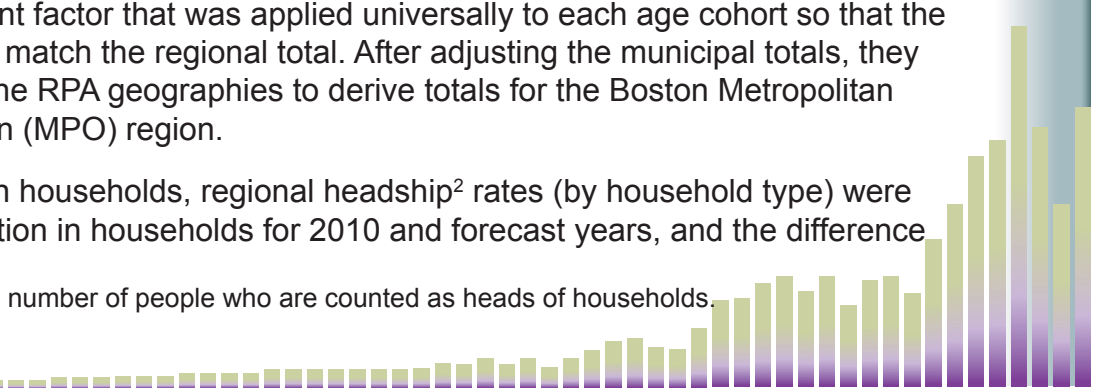 nt factor that was applied universally to each age cohort so that the
match the regional total. After adjusting the municipal totals, they
he RPA geographies to derive totals for the Boston Metropolitan
n (MPO) region.
n households, regional headship² rates (by household type) were
tion in households for 2010 and forecast years, and the difference
number of people who are counted as heads of households.